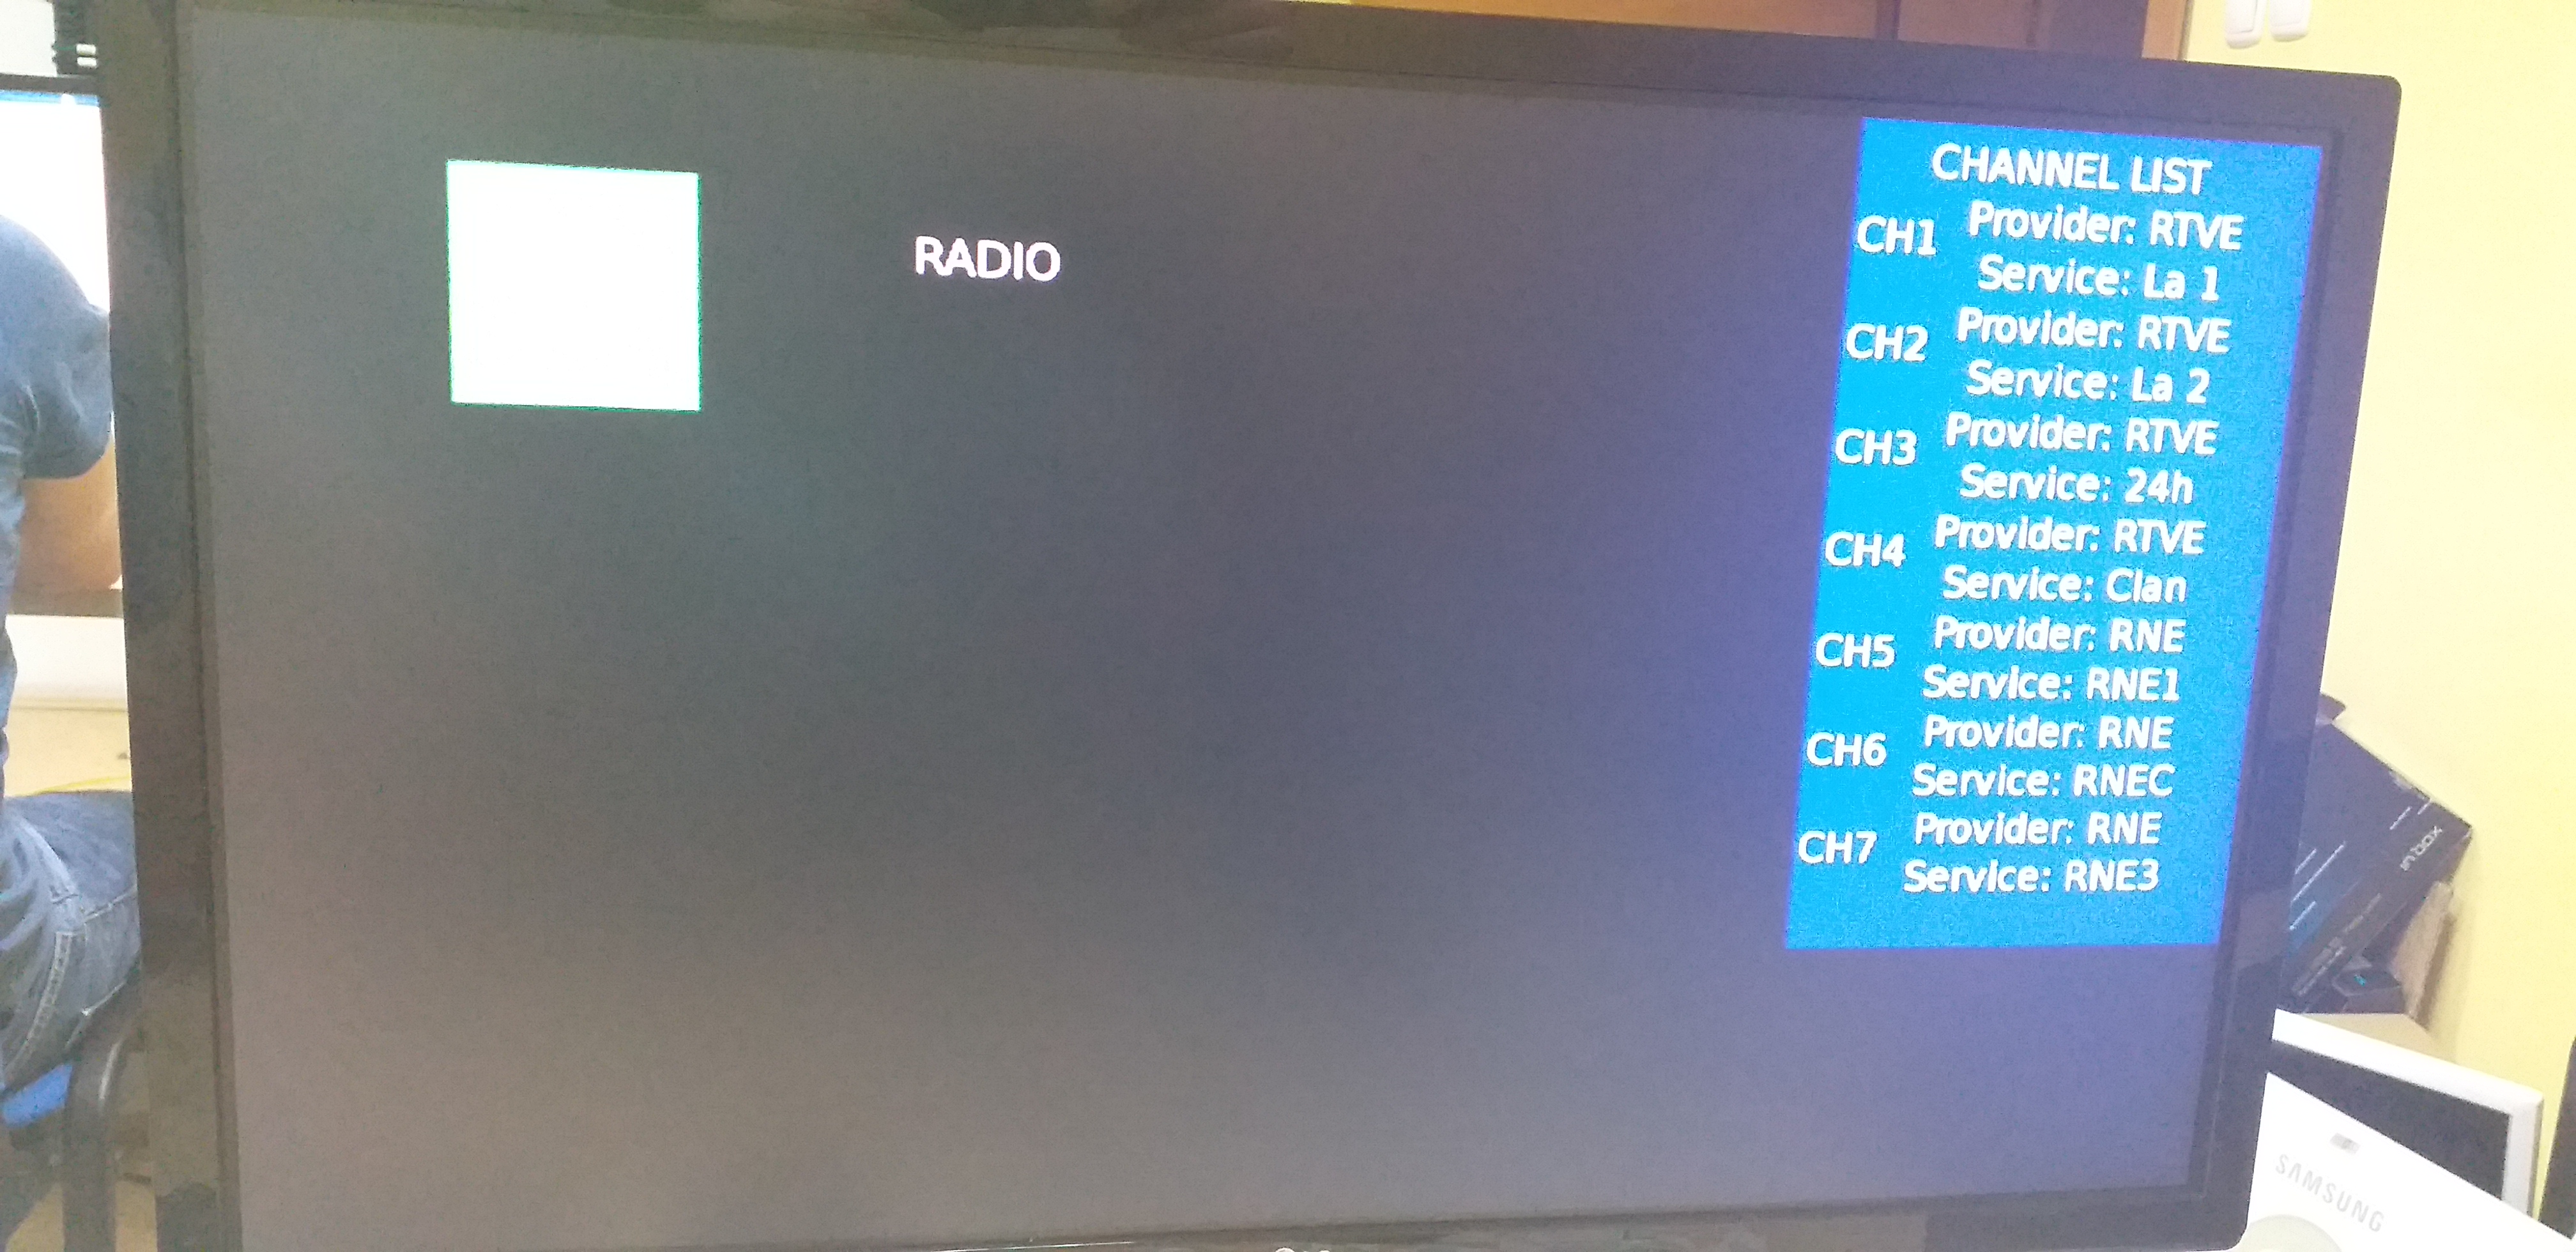 RADIO
CHANNEL LIST
CH1 Provider: RTVE
Service: La 1
CH2 Provider: RTVE
Service: La 2
CH3 Provider: RTVE
Service: 24h
CH4 Provider: RTVE
Service: Clan
CH5 Provider: RNE
Service: RNE1
CH6 Provider: RNE
Service: RNEC
CH7 Provider: RNE
Service: RNE3
SAMSUNG